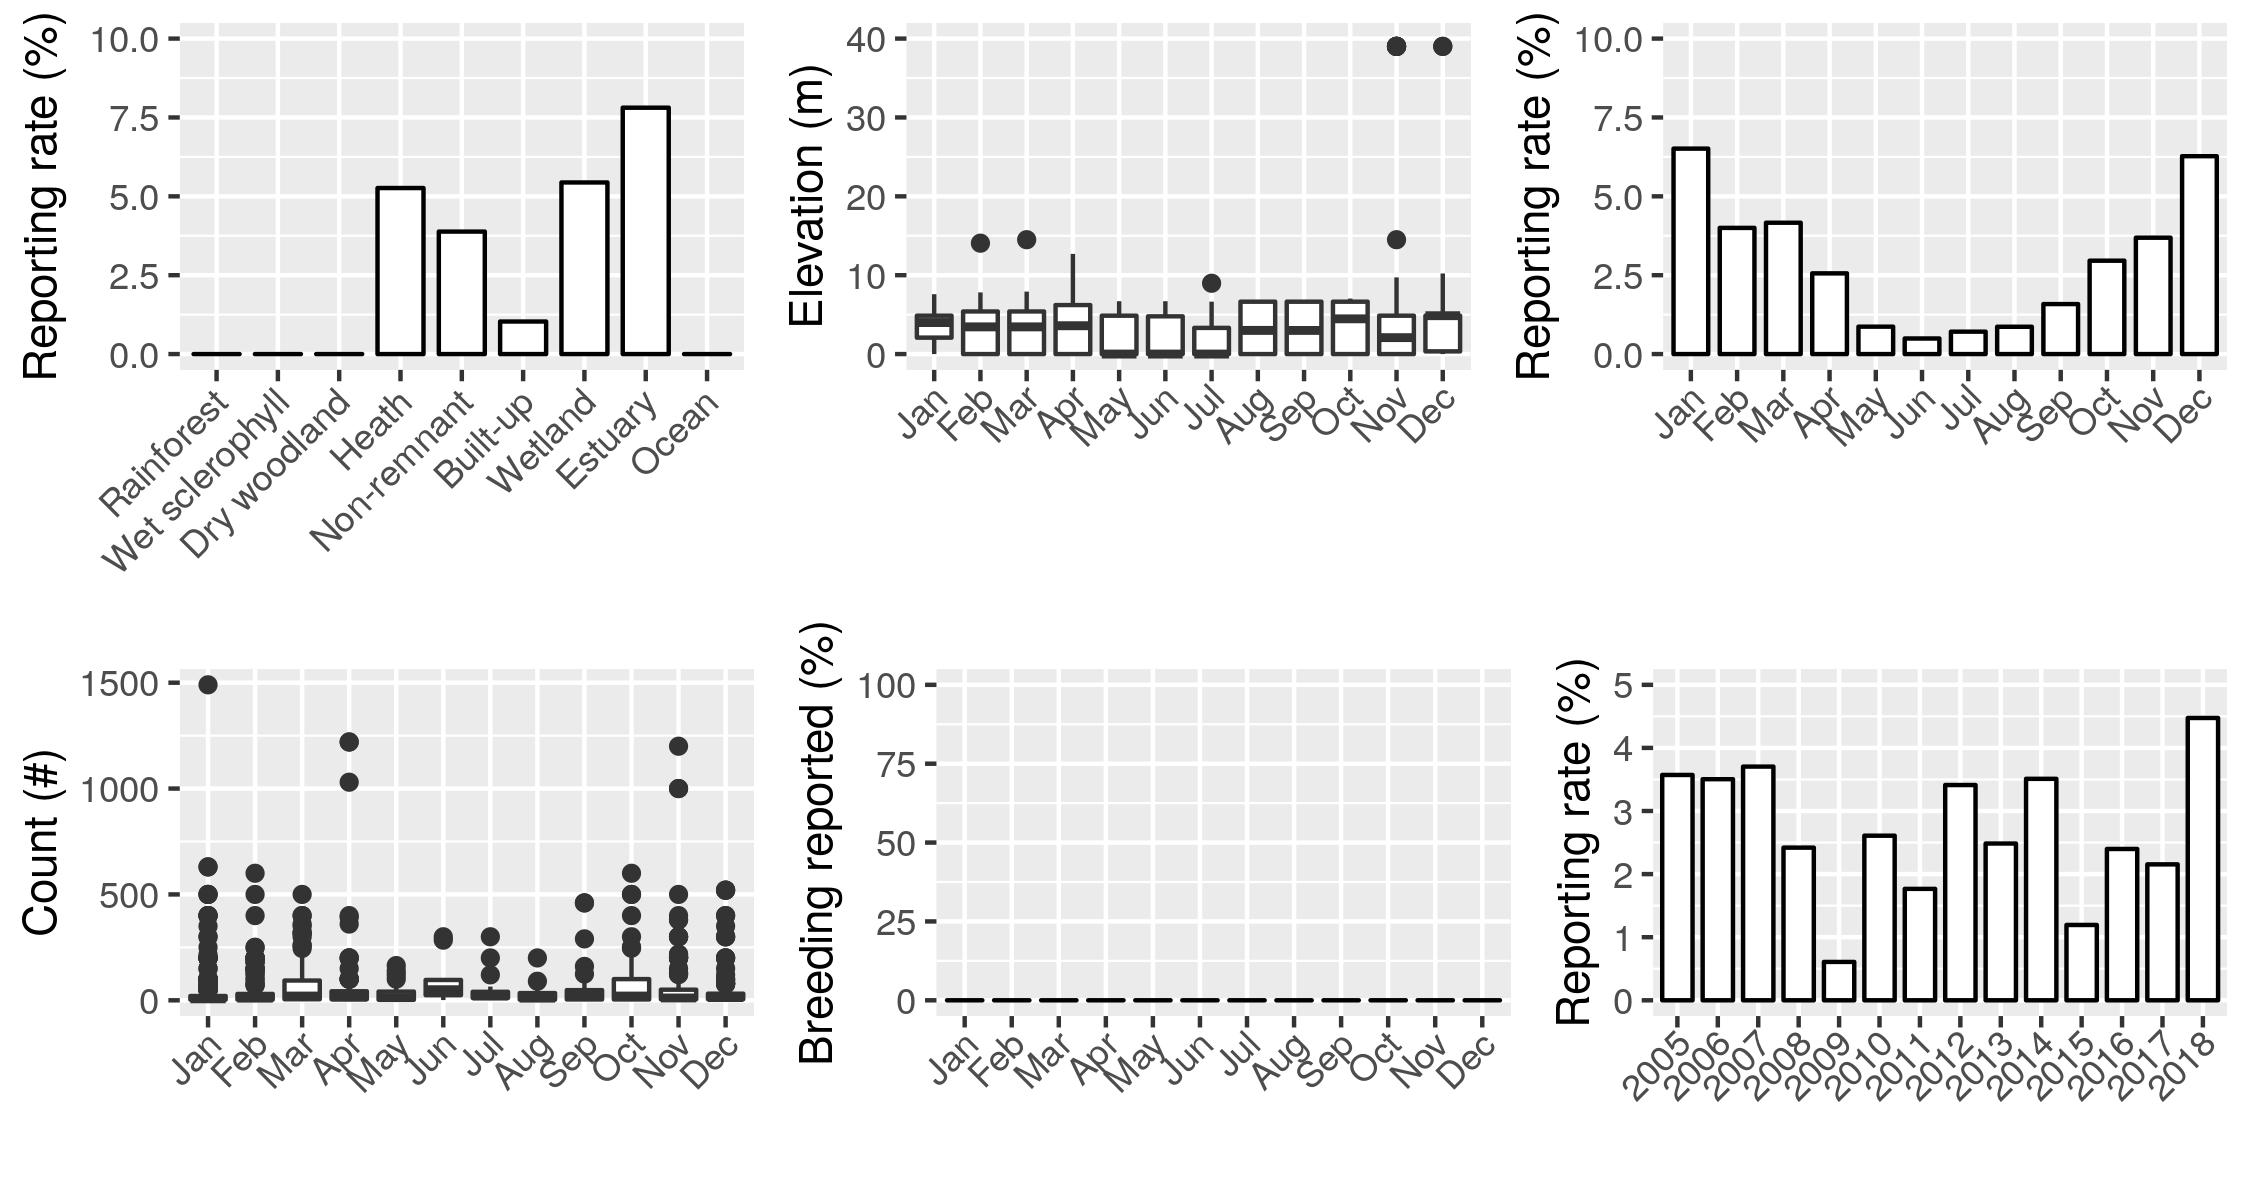 Reporting rate (%)
10.0
7.5
5.0
2.5
0.0
Rainforest
Wet sclerophyll
Dry woodland
Heath
Non-remnant
Built-up
Wetland
Estuary
Ocean
Elevation (m)
40
30
20
10
0
Jan
Feb
Mar
Apr
May
Jun
Jul
Aug
Sep
Oct
Nov
Dec
Reporting rate (%)
10.0
7.5
5.0
2.5
0.0
Jan
Feb
Mar
Apr
May
Jun
Jul
Aug
Sep
Oct
Nov
Dec
Count (#)
1500
1000
500
0
Jan
Feb
Mar
Apr
May
Jun
Jul
Aug
Sep
Oct
Nov
Dec
Breeding reported (%)
100
75
50
25
0
Jan
Feb
Mar
Apr
May
Jun
Jul
Aug
Sep
Oct
Nov
Dec
Reporting rate (%)
5
4
3
2
1
0
2005
2006
2007
2008
2009
2010
2011
2012
2013
2014
2015
2016
2017
2018